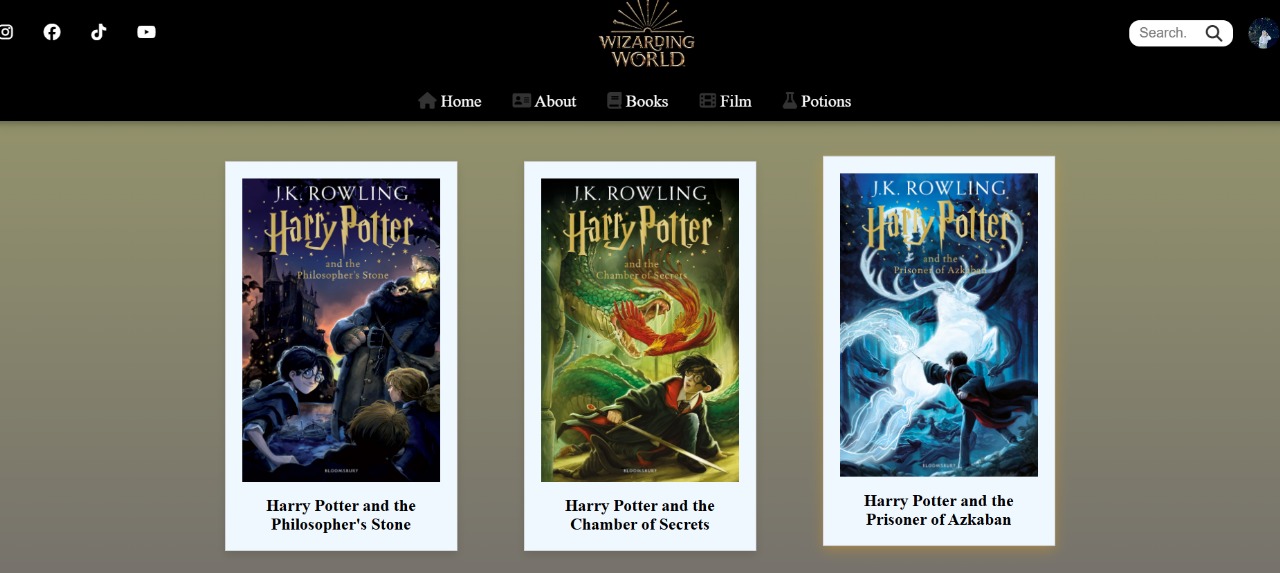 WIZARDING
WORLD
Search.
Home About Books Film Potions
J.K. ROWLING
Harry Potter
and the
Philosopher's Stone
BLOOMSBURY
Harry Potter and the
Philosopher's Stone
J.K. ROWLING
Harry Potter
and the
Chamber of Secrets
BLOOMSBURY
Harry Potter and the
Chamber of Secrets
J.K. ROWLING
Harry Potter
and the
Prisoner of Azkaban
BLOOMSBURY
Harry Potter and the
Prisoner of Azkaban